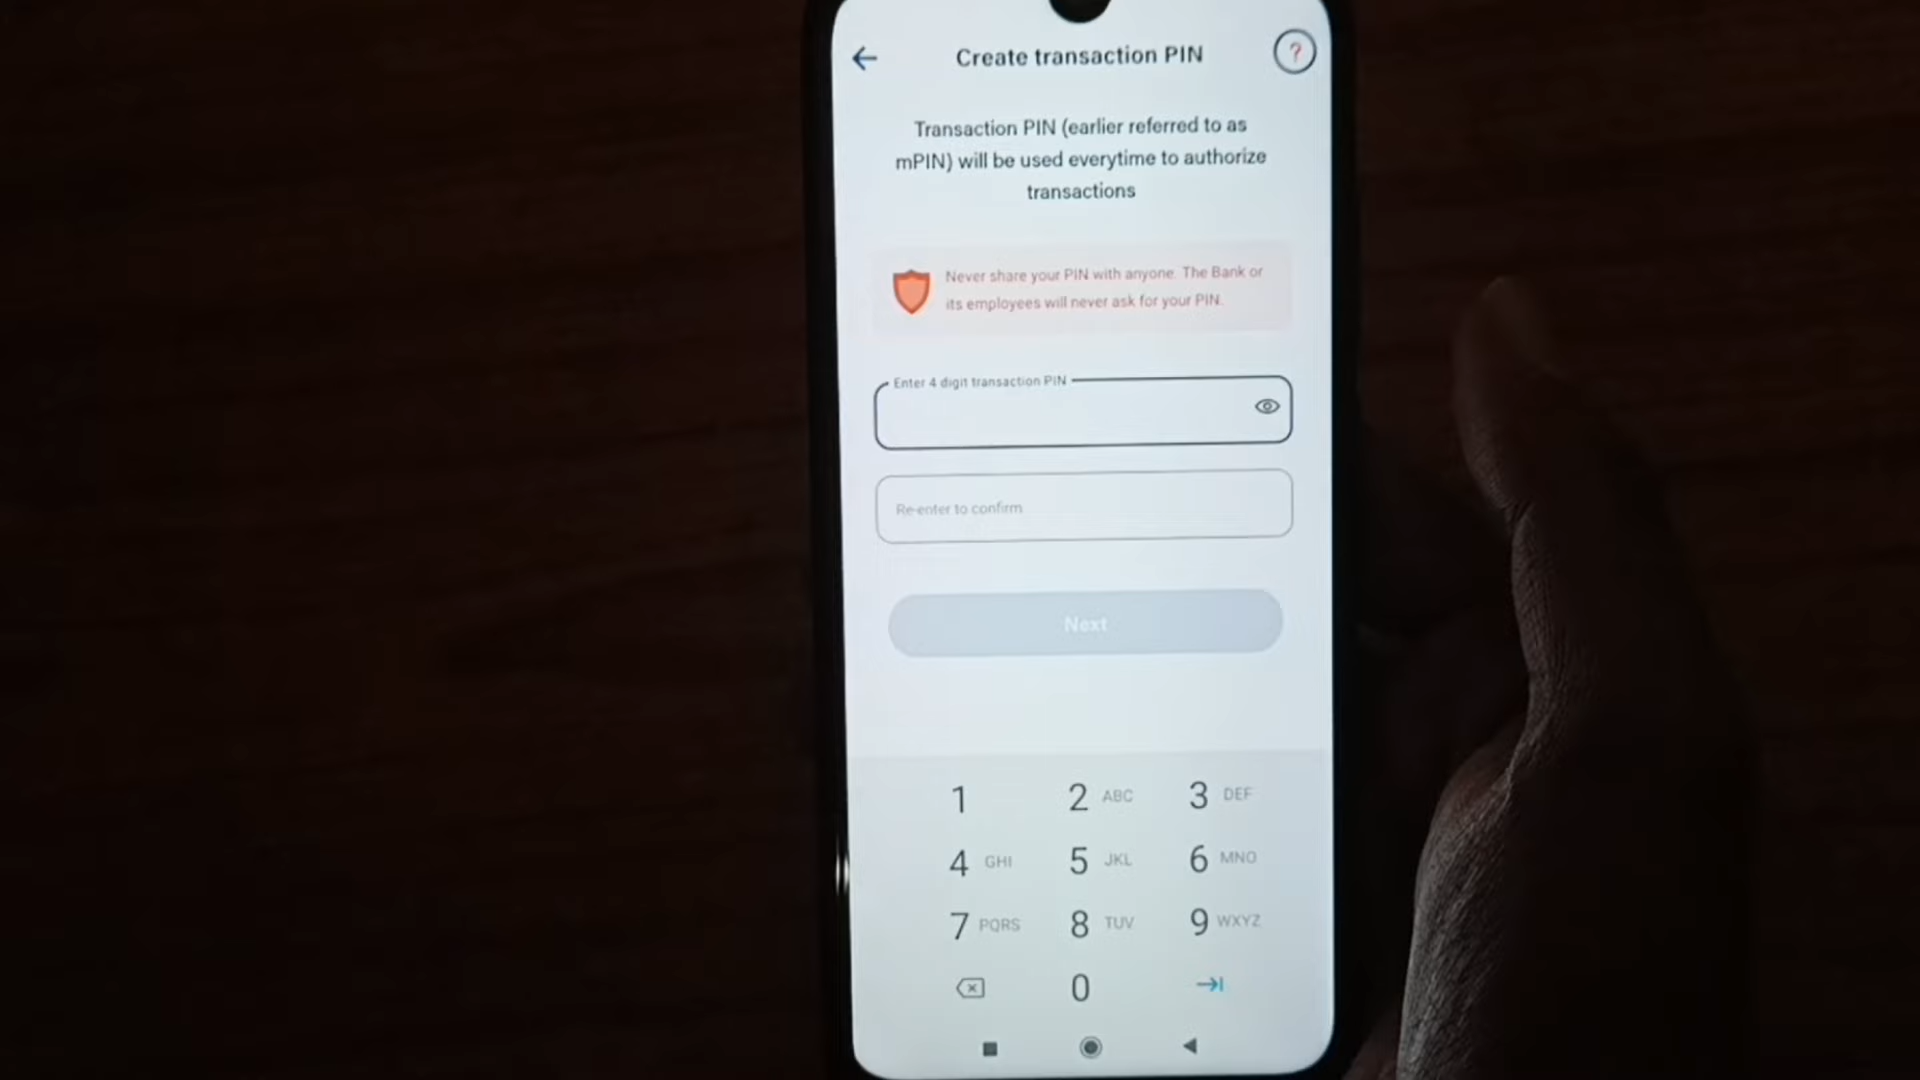 Create transaction PIN
?
Transaction PIN (earlier referred to as
mPIN) will be used everytime to authorize
transactions
Never share your PIN with anyone. The Bank or
its employees will never ask for your PIN.
Enter 4 digit transaction PIN
Re-enter to confirm
Next
1 2 ABC 3 DEF
4 GHI 5 JKL 6 MNO
7 PQRS 8 TUV 9 WXYZ
0